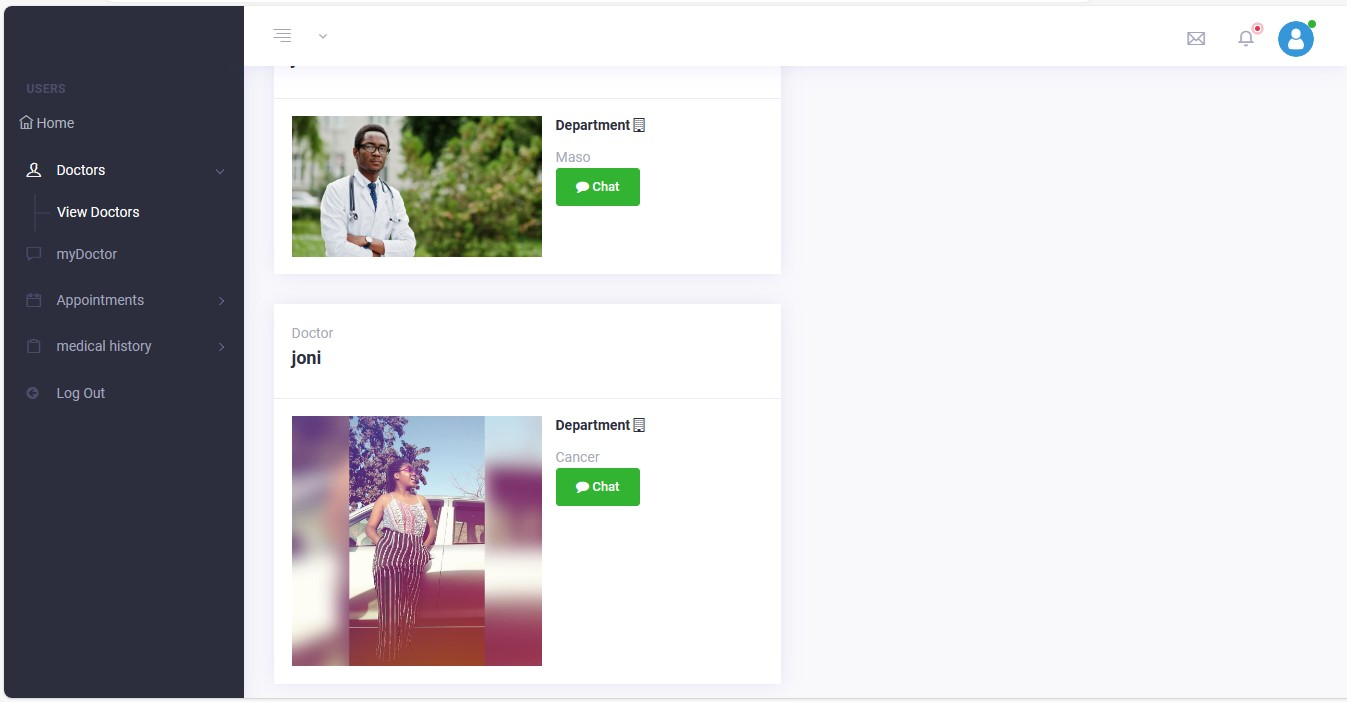 USERS
Home
Doctors
View Doctors
myDoctor
Appointments
medical history
Log Out
Department
Maso
Chat
Doctor
joni
Department
Cancer
Chat